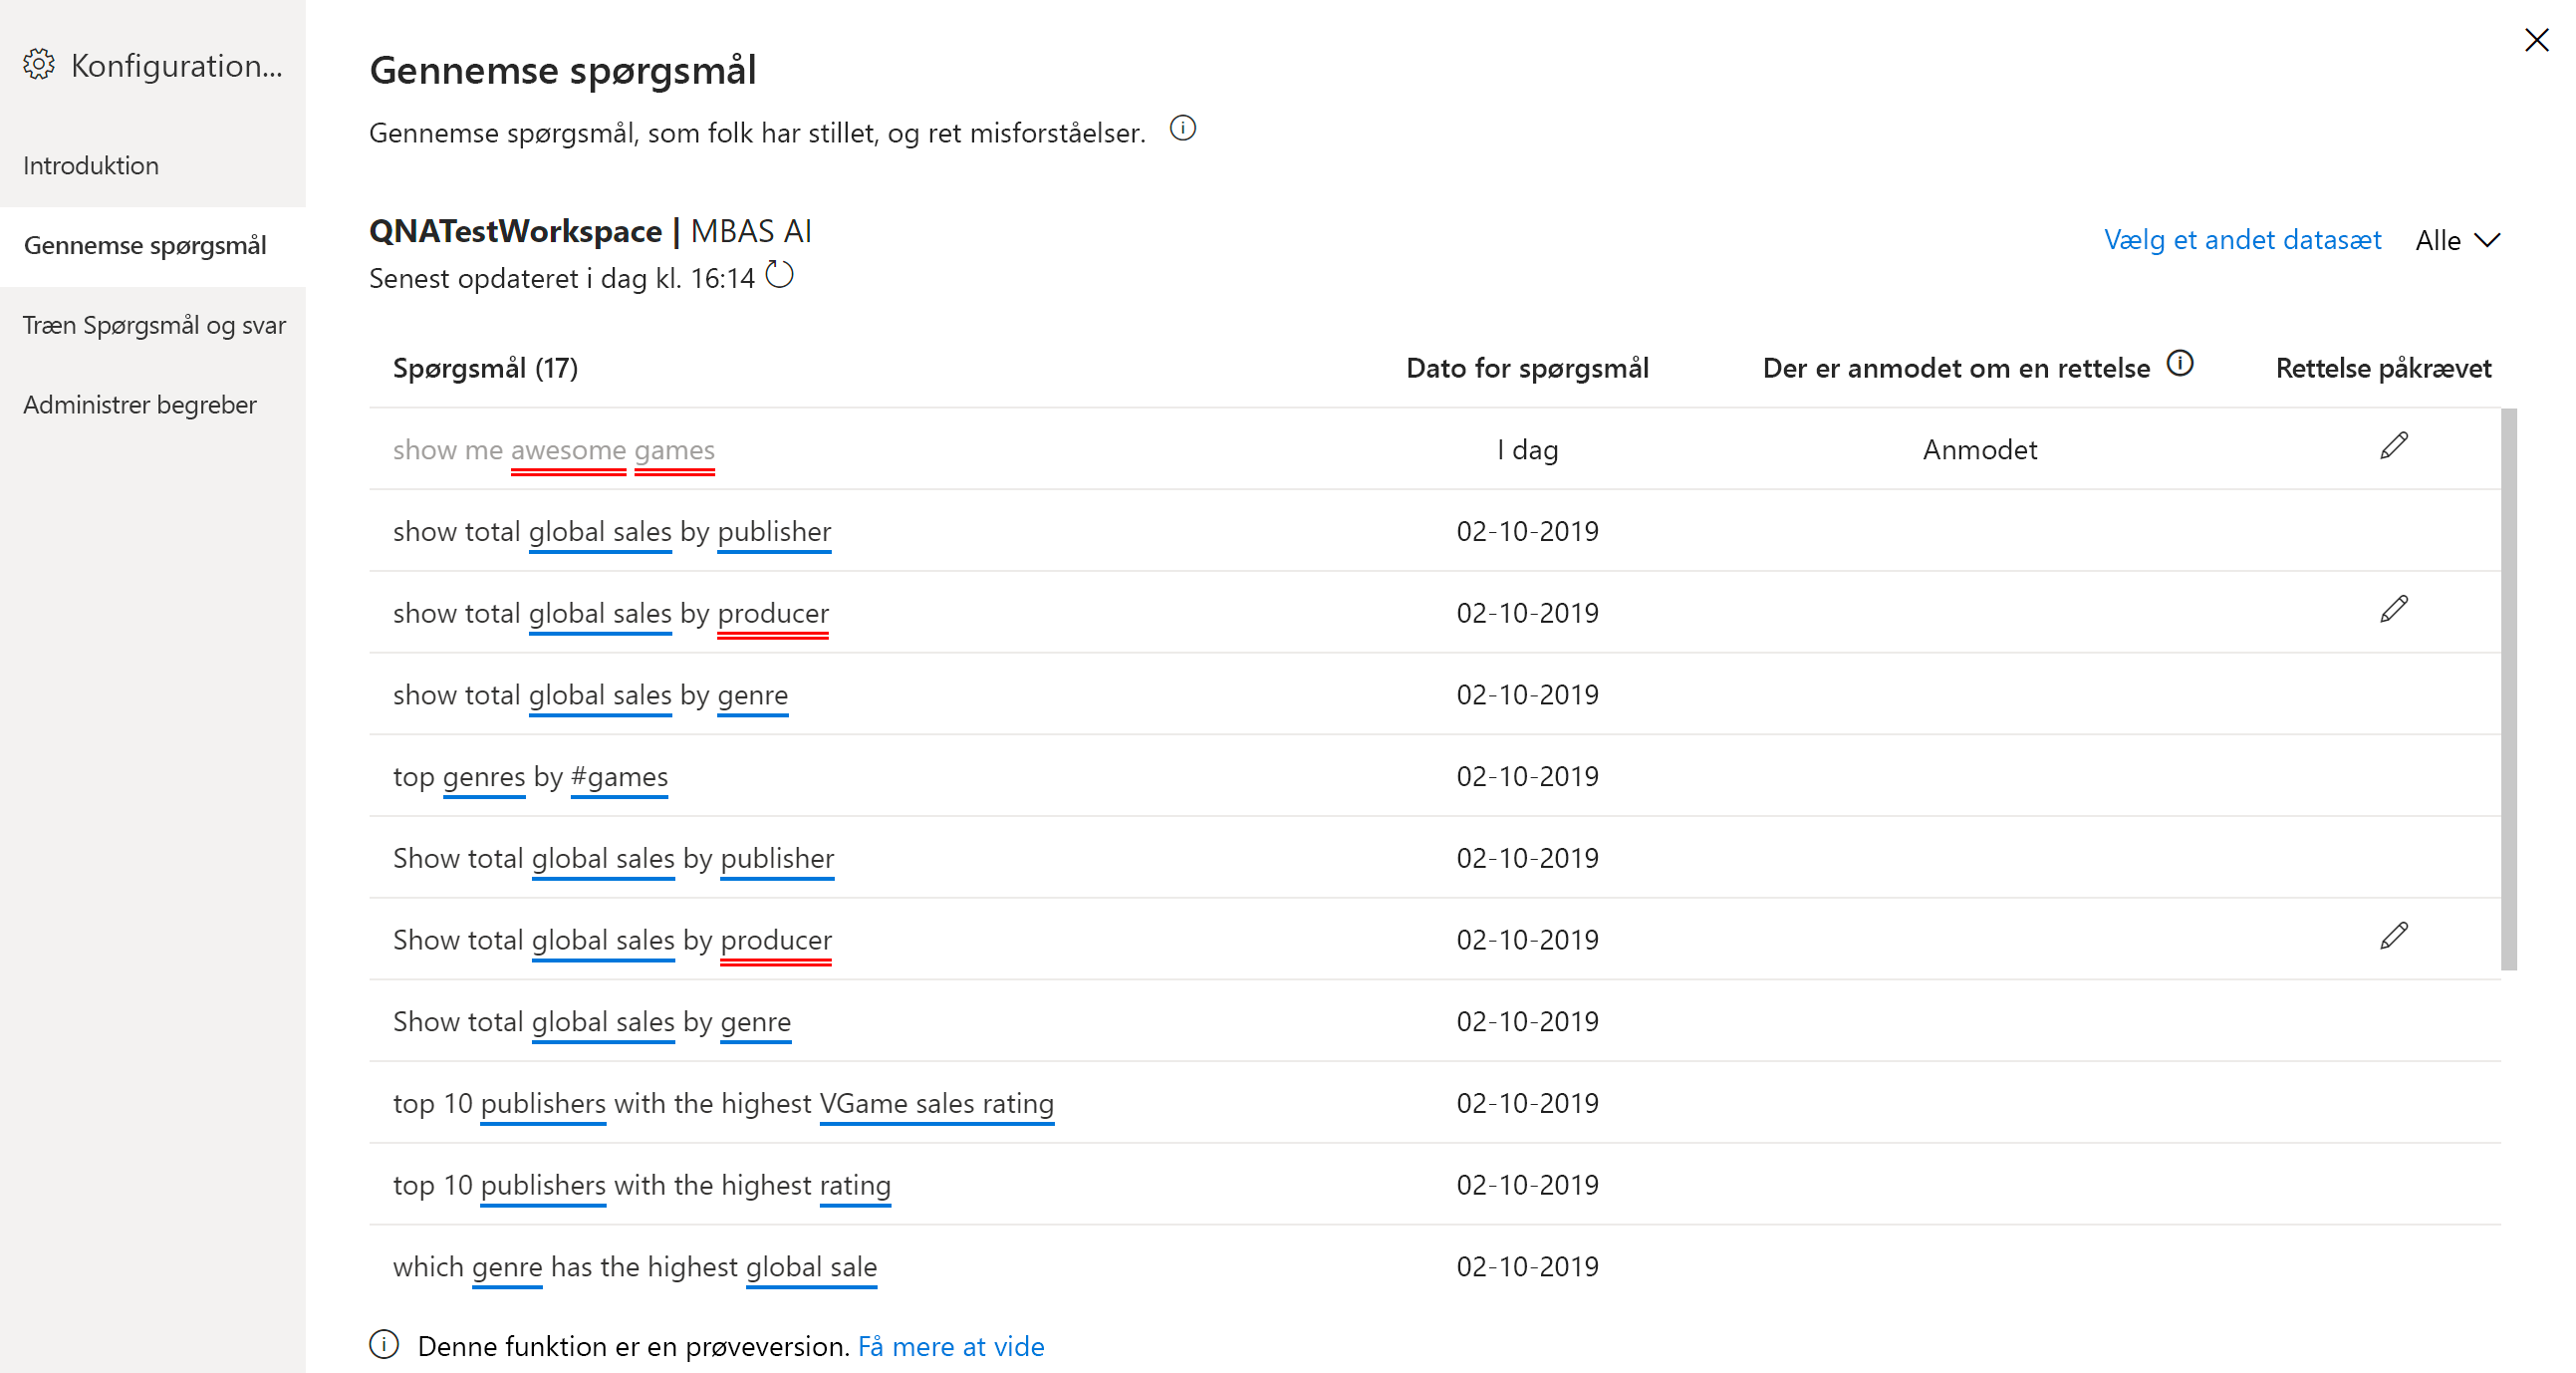 Konfiguration...
Introduktion
Gennemse spørgsmål
Træn Spørgsmål og svar
Administrer begreber
Gennemse spørgsmål
Gennemse spørgsmål, som folk har stillet, og ret misforståelser.
QNATestWorkspace | MBAS AI
Senest opdateret i dag kl. 16:14
Vælg et andet datasæt Alle
Spørgsmål (17) Dato for spørgsmål Der er anmodet om en rettelse Rettelse påkrævet
show me awesome games I dag Anmodet
show total global sales by publisher 02-10-2019
show total global sales by producer 02-10-2019
show total global sales by genre 02-10-2019
top genres by #games 02-10-2019
Show total global sales by publisher 02-10-2019
Show total global sales by producer 02-10-2019
Show total global sales by genre 02-10-2019
top 10 publishers with the highest VGame sales rating 02-10-2019
top 10 publishers with the highest rating 02-10-2019
which genre has the highest global sale 02-10-2019
Denne funktion er en prøveversion. Få mere at vide